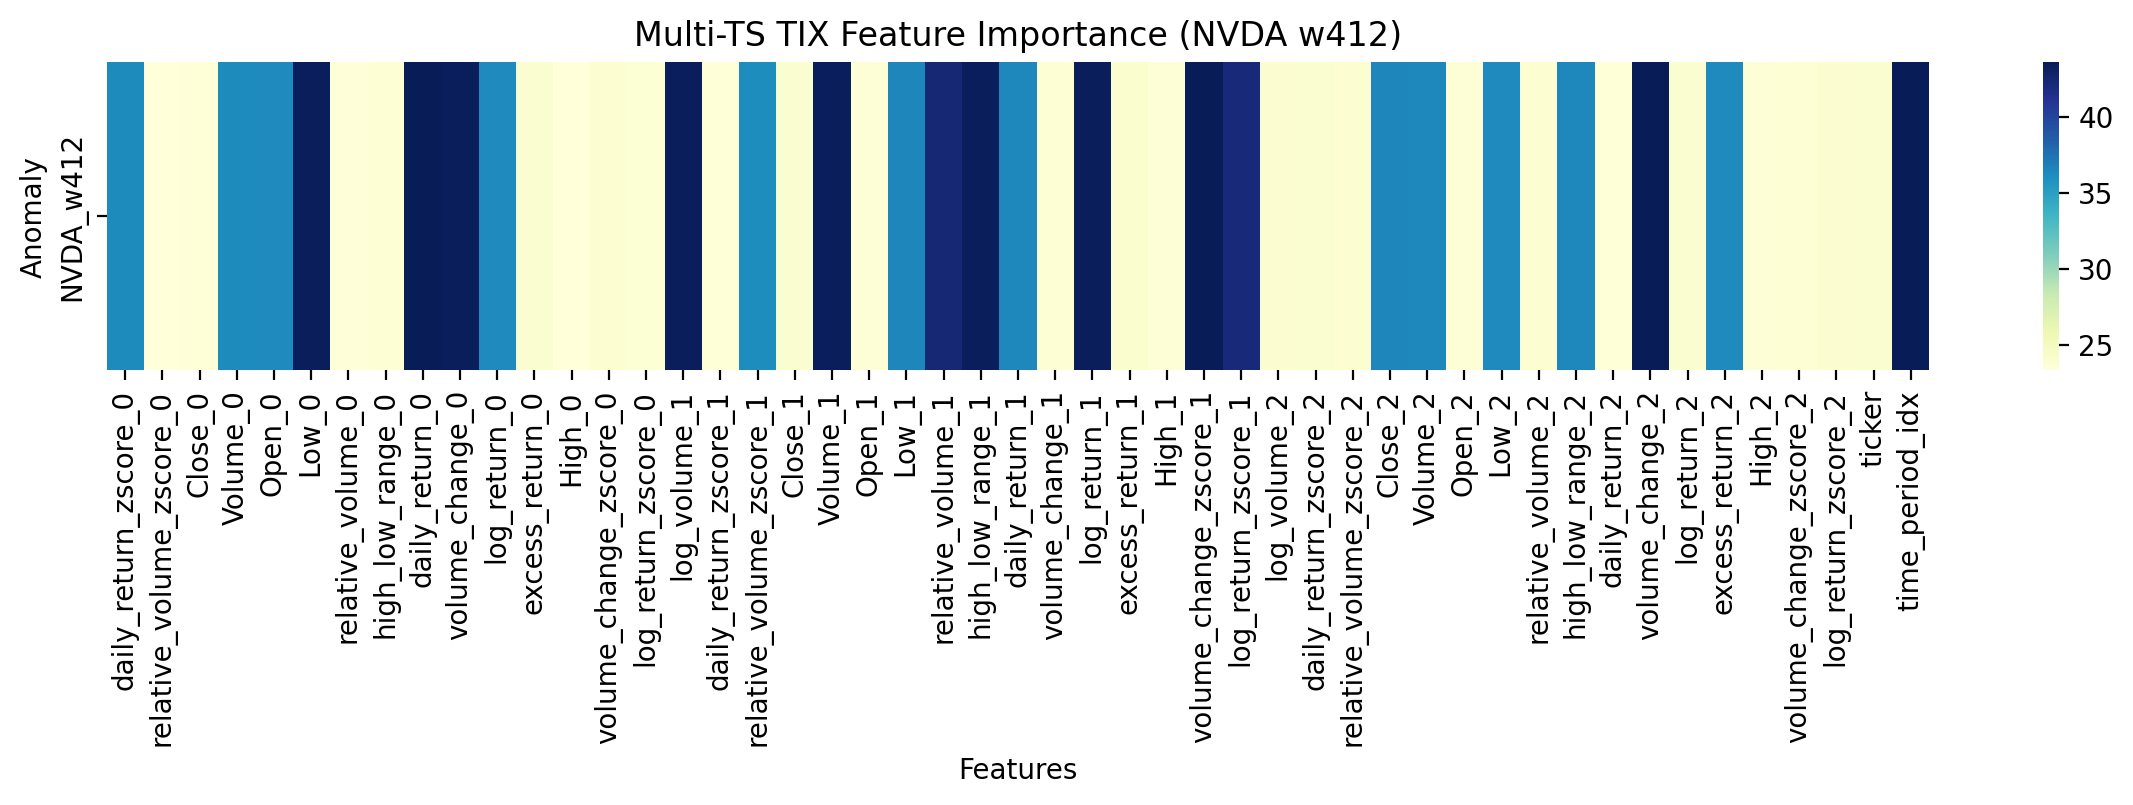 Multi-TS TIX Feature Importance (NVDA w412)
Anomaly
NVDA_w412
40
35
30
25
daily_return_zscore_0
relative_volume_zscore_0
Close_0
Volume_0
Open_0
Low_0
relative_volume_0
high_low_range_0
daily_return_0
volume_change_0
log_return_0
excess_return_0
High_0
volume_change_zscore_0
log_return_zscore_0
log_volume_1
daily_return_zscore_1
relative_volume_zscore_1
Close_1
Volume_1
Open_1
Low_1
relative_volume_1
high_low_range_1
daily_return_1
volume_change_1
log_return_1
excess_return_1
High_1
volume_change_zscore_1
log_return_zscore_1
log_volume_2
daily_return_zscore_2
relative_volume_zscore_2
Close_2
Volume_2
Open_2
Low_2
relative_volume_2
high_low_range_2
daily_return_2
volume_change_2
log_return_2
excess_return_2
High_2
volume_change_zscore_2
log_return_zscore_2
ticker
time_period_idx
Features